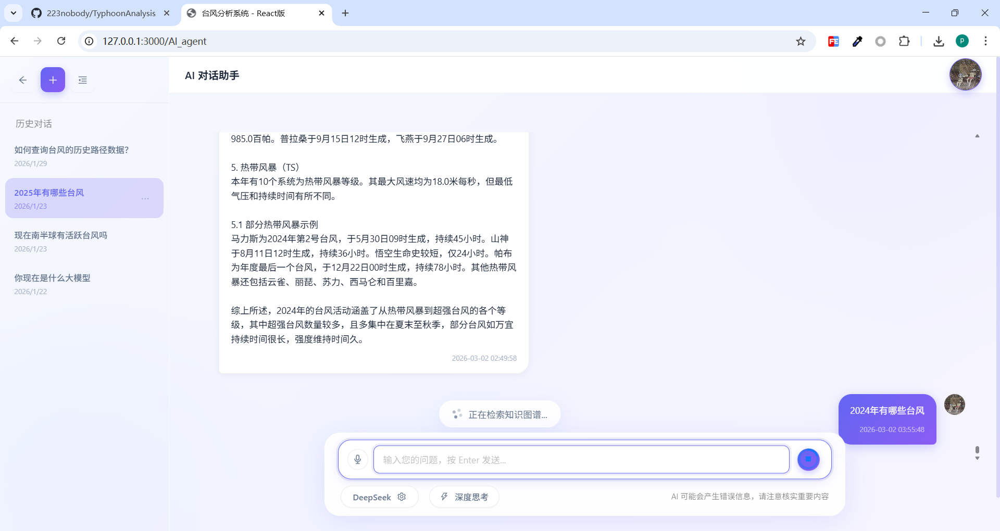 223nobody/TyphoonAnalysis
台风分析系统 - React版
127.0.0.1:3000/AI_agent
FE
P
AI 对话助手
历史对话
如何查询台风的历史路径数据?
2026/1/29
2025年有哪些台风
2026/1/23
现在南半球有活跃台风吗
2026/1/23
你现在是什么大模型
2026/1/22
985.0百帕。普拉桑于9月15日12时生成，飞燕于9月27日06时生成。
5. 热带风暴（TS）
本年有10个系统为热带风暴等级。其最大风速均为18.0米每秒，但最低
气压和持续时间有所不同。
5.1 部分热带风暴示例
马力斯为2024年第2号台风，于5月30日09时生成，持续45小时。山神
于8月11日12时生成，持续36小时。悟空生命史较短，仅24小时。帕布
为年度最后一个台风，于12月22日00时生成，持续78小时。其他热带风
暴还包括云雀、丽琵、苏力、西马仑和百里嘉。
综上所述，2024年的台风活动涵盖了从热带风暴到超强台风的各个等
级，其中超强台风数量较多，且多集中在夏末至秋季，部分台风如万宜
持续时间很长，强度维持时间久。
2026-03-02 02:49:58
2024年有哪些台风
2026-03-02 03:55:48
正在检索知识图谱...
输入您的问题，按 Enter 发送...
DeepSeek
深度思考
AI 可能会产生错误信息，请注意核实重要内容